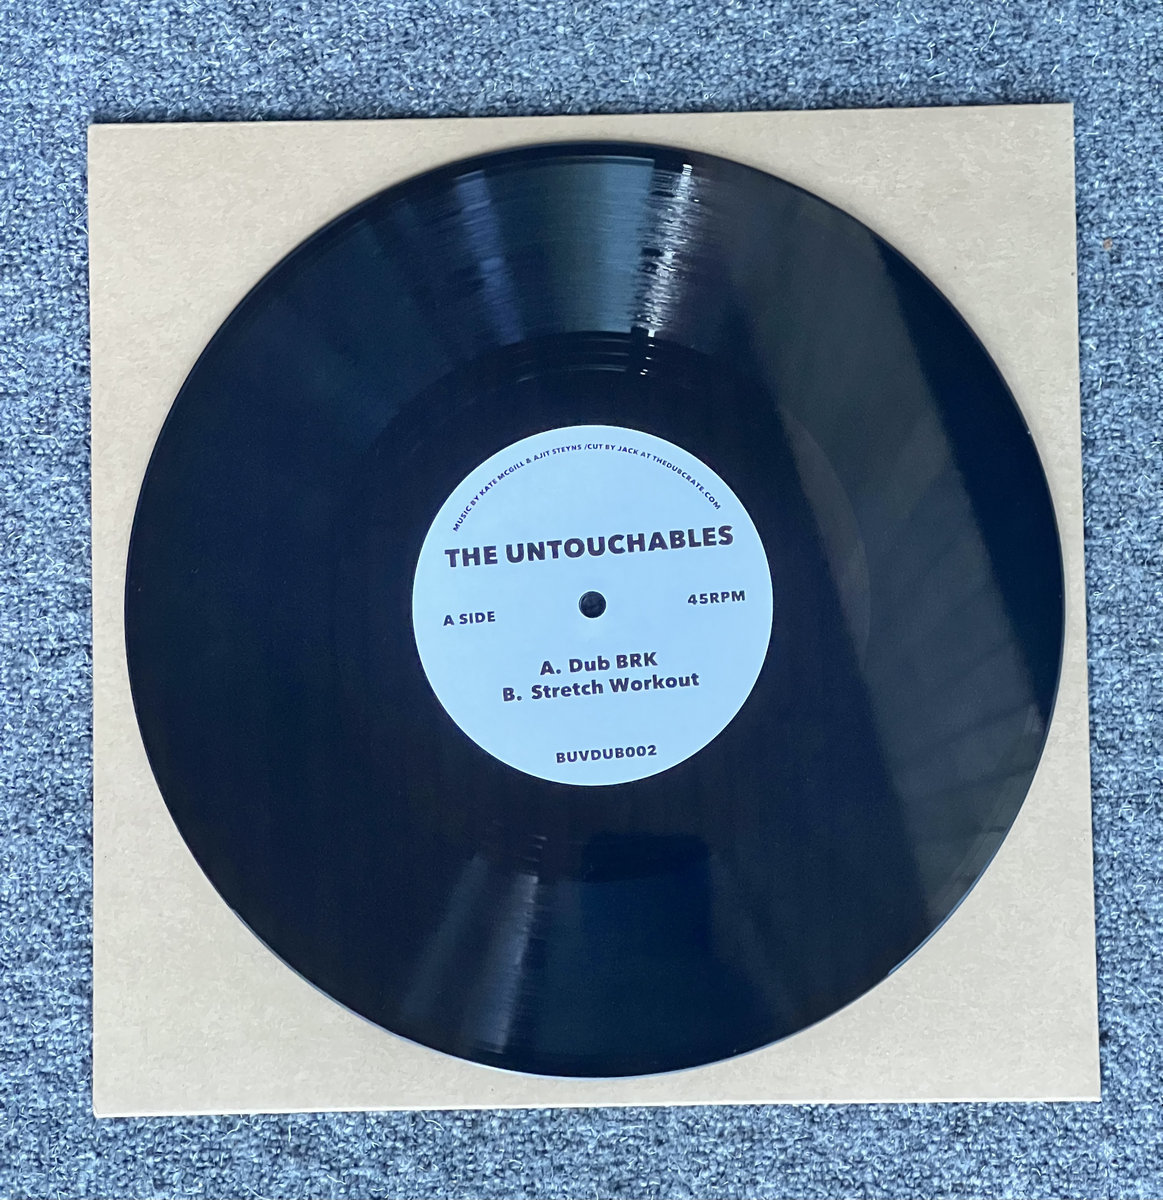 MUSIC BY KATE MCGILL & AJIT STEYNS /CUT BY JACK AT THEDUBCRATE.COM
THE UNTOUCHABLES
A SIDE
45RPM
A. Dub BRK
B. Stretch Workout
BUVDUB002